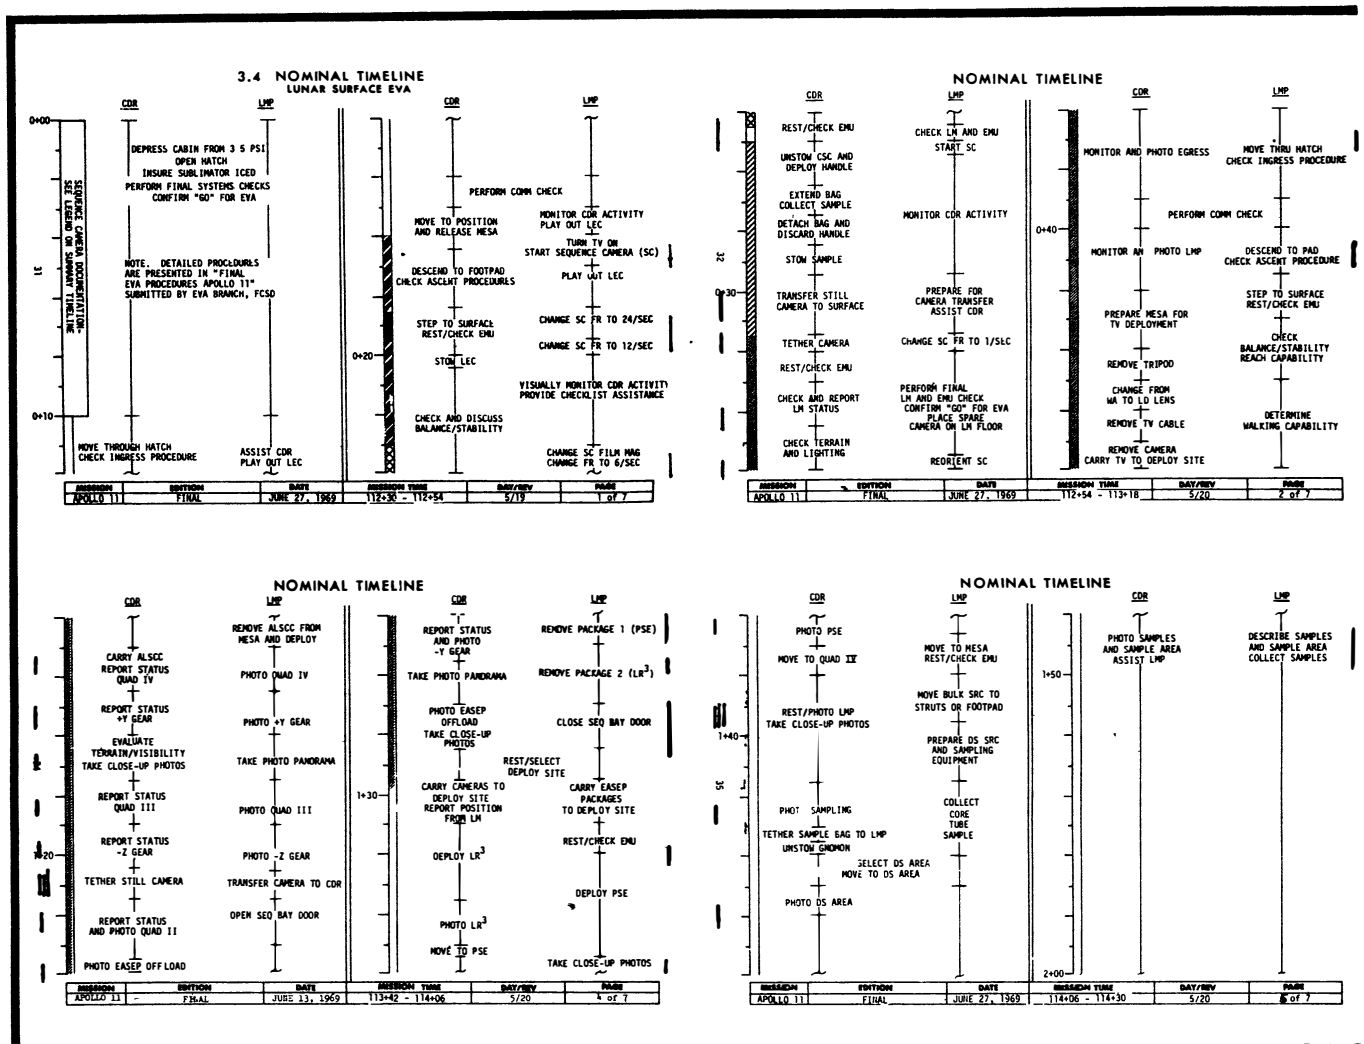 3.4 NOMINAL TIMELINE
LUNAR SURFACE EVA
CDR
LMP
0+00
DEPRESS CABIN FROM 3 5 PSI
OPEN HATCH
INSURE SUBLIMATOR ICED
PERFORM FINAL SYSTEMS CHECKS
CONFIRM "GO" FOR EVA
SEQUENCE CAMERA DOCUMENTATION-
SEE LEGEND ON SUMMARY TIMELINE
31
NOTE. DETAILED PROCEDURES
ARE PRESENTED IN "FINAL
EVA PROCEDURES APOLLO 11"
SUBMITTED BY EVA BRANCH, FCSD
0+10
MOVE THROUGH HATCH
CHECK INGRESS PROCEDURE
ASSIST CDR
PLAY OUT LEC
CDR
LMP
PERFORM COMM CHECK
MOVE TO POSITION
AND RELEASE MESA
MONITOR CDR ACTIVITY
PLAY OUT LEC
TURN TV ON
START SEQUENCE CAMERA (SC)
DESCEND TO FOOTPAD
CHECK ASCENT PROCEDURES
PLAY OUT LEC
STEP TO SURFACE
REST/CHECK EMU
CHANGE SC FR TO 24/SEC
CHANGE SC FR TO 12/SEC
0+20
STOW LEC
VISUALLY MONITOR CDR ACTIVITY
PROVIDE CHECKLIST ASSISTANCE
CHECK AND DISCUSS
BALANCE/STABILITY
CHANGE SC FILM MAG
CHANGE FR TO 6/SEC
MISSION EDITION DATE MISSION TIME DAY/REV PAGE
APOLLO 11 FINAL JUNE 27, 1969 112+30 - 112+54 5/19 1 of 7
NOMINAL TIMELINE
CDR
LMP
REST/CHECK EMU
CHECK LM AND EMU
START SC
UNSTOW CSC AND
DEPLOY HANDLE
EXTEND BAG
COLLECT SAMPLE
MONITOR CDR ACTIVITY
DETACH BAG AND
DISCARD HANDLE
32
STOW SAMPLE
0+30
TRANSFER STILL
CAMERA TO SURFACE
PREPARE FOR
CAMERA TRANSFER
ASSIST CDR
TETHER CAMERA
CHANGE SC FR TO 1/SEC
REST/CHECK EMU
CHECK AND REPORT
LM STATUS
PERFORM FINAL
LM AND EMU CHECK
CONFIRM "GO" FOR EVA
PLACE SPARE
CAMERA ON LM FLOOR
CHECK TERRAIN
AND LIGHTING
REORIENT SC
CDR
LMP
MONITOR AND PHOTO EGRESS
MOVE THRU HATCH
CHECK INGRESS PROCEDURE
0+40
PERFORM COMM CHECK
MONITOR AN PHOTO LMP
DESCEND TO PAD
CHECK ASCENT PROCEDURE
STEP TO SURFACE
REST/CHECK EMU
PREPARE MESA FOR
TV DEPLOYMENT
CHECK
BALANCE/STABILITY
REACH CAPABILITY
REMOVE TRIPOD
CHANGE FROM
WA TO LD LENS
REMOVE TV CABLE
DETERMINE
WALKING CAPABILITY
REMOVE CAMERA
CARRY TV TO DEPLOY SITE
MISSION EDITION DATE MISSION TIME DAY/REV PAGE
APOLLO 11 FINAL JUNE 27, 1969 112+54 - 113+18 5/20 2 of 7
NOMINAL TIMELINE
CDR
LMP
REMOVE ALSCC FROM
MESA AND DEPLOY
CARRY ALSCC
REPORT STATUS
QUAD IV
PHOTO QUAD IV
REPORT STATUS
+Y GEAR
PHOTO +Y GEAR
EVALUATE
TERRAIN/VISIBILITY
TAKE CLOSE-UP PHOTOS
TAKE PHOTO PANORAMA
REPORT STATUS
QUAD III
PHOTO QUAD III
REPORT STATUS
-Z GEAR
PHOTO -Z GEAR
1+20
TETHER STILL CAMERA
TRANSFER CAMERA TO CDR
REPORT STATUS
AND PHOTO QUAD II
OPEN SEQ BAY DOOR
PHOTO EASEP OFFLOAD
CDR
LMP
REPORT STATUS
AND PHOTO
-Y GEAR
REMOVE PACKAGE 1 (PSE)
TAKE PHOTO PANORAMA
REMOVE PACKAGE 2 (LR3)
PHOTO EASEP
OFFLOAD
TAKE CLOSE-UP
PHOTOS
CLOSE SEQ BAY DOOR
REST/SELECT
DEPLOY SITE
1+30
CARRY CAMERAS TO
DEPLOY SITE
REPORT POSITION
FROM LM
CARRY EASEP
PACKAGES
TO DEPLOY SITE
REST/CHECK EMU
DEPLOY LR3
DEPLOY PSE
PHOTO LR3
MOVE TO PSE
TAKE CLOSE-UP PHOTOS
MISSION EDITION DATE MISSION TIME DAY/REV PAGE
APOLLO 11 - FINAL JUNE 13, 1969 113+42 - 114+06 5/20 4 of 7
NOMINAL TIMELINE
CDR
LMP
PHOTO PSE
MOVE TO QUAD IV
MOVE TO MESA
REST/CHECK EMU
MOVE BULK SRC TO
STRUTS OR FOOTPAD
REST/PHOTO LMP
TAKE CLOSE-UP PHOTOS
1+40
PREPARE DS SRC
AND SAMPLING
EQUIPMENT
35
PHOT SAMPLING
COLLECT
CORE
TUBE
SAMPLE
TETHER SAMPLE BAG TO LMP
UNSTOW GNOMON
SELECT DS AREA
MOVE TO DS AREA
PHOTO DS AREA
CDR
LMP
PHOTO SAMPLES
AND SAMPLE AREA
ASSIST LMP
DESCRIBE SAMPLES
AND SAMPLE AREA
COLLECT SAMPLES
1+50
2+00
MISSION EDITION DATE MISSION TIME DAY/REV PAGE
APOLLO 11 FINAL JUNE 27, 1969 114+06 - 114+30 5/20 5 of 7